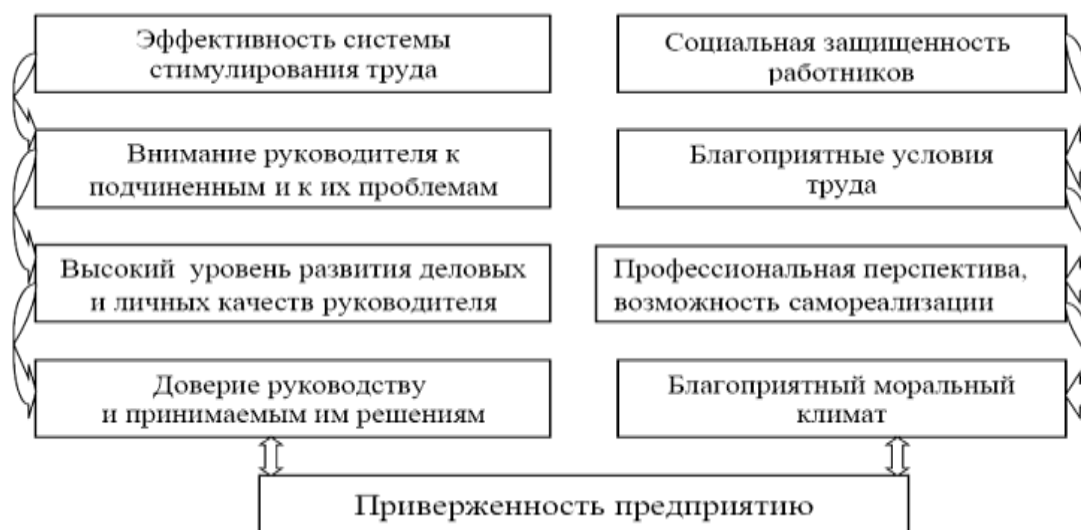 Эффективность системы
стимулирования труда
Внимание руководителя к
подчиненным и к их проблемам
Высокий уровень развития деловых
и личных качеств руководителя
Доверие руководству
и принимаемым им решениям
Социальная защищенность
работников
Благоприятные условия
труда
Профессиональная перспектива,
возможность самореализации
Благоприятный моральный
климат
Приверженность предприятию